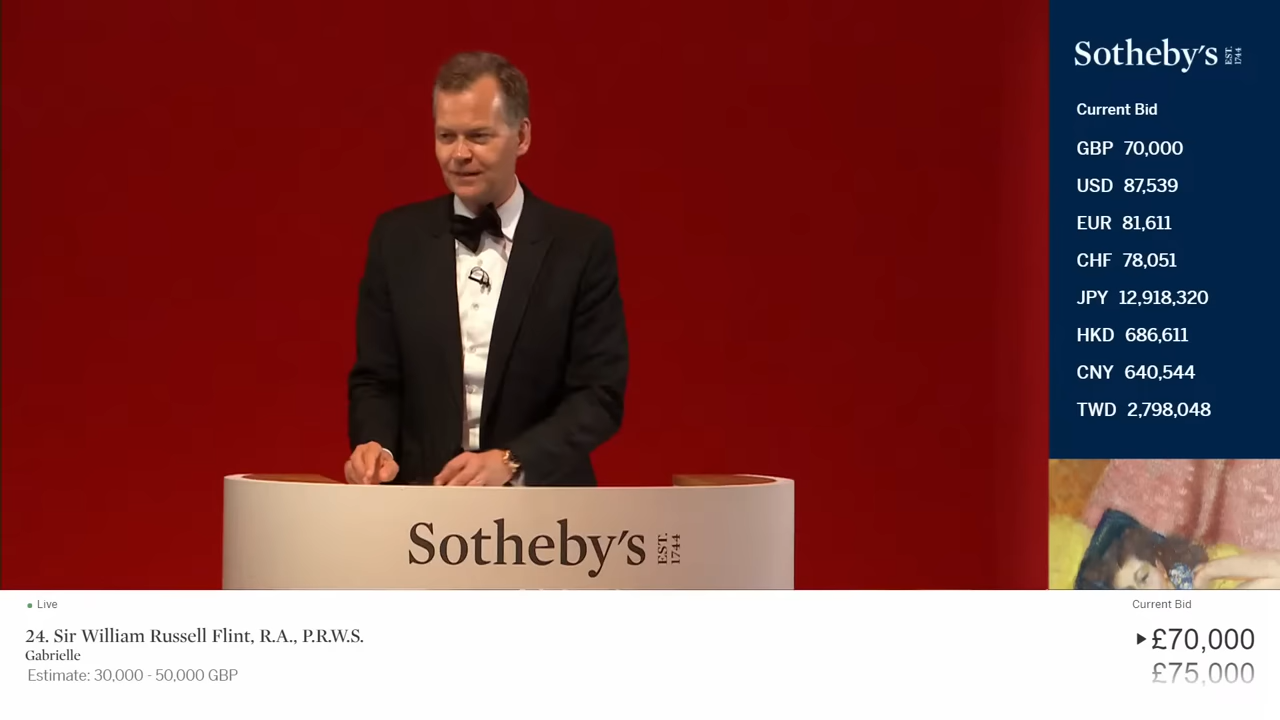 Sotheby's EST. 1744
Current Bid
GBP 70,000
USD 87,539
EUR 81,611
CHF 78,051
JPY 12,918,320
HKD 686,611
CNY 640,544
TWD 2,798,048
Sotheby's EST. 1744
Live
24. Sir William Russell Flint, R.A., P.R.W.S.
Gabrielle
Estimate: 30,000 - 50,000 GBP
Current Bid
£70,000
£75,000